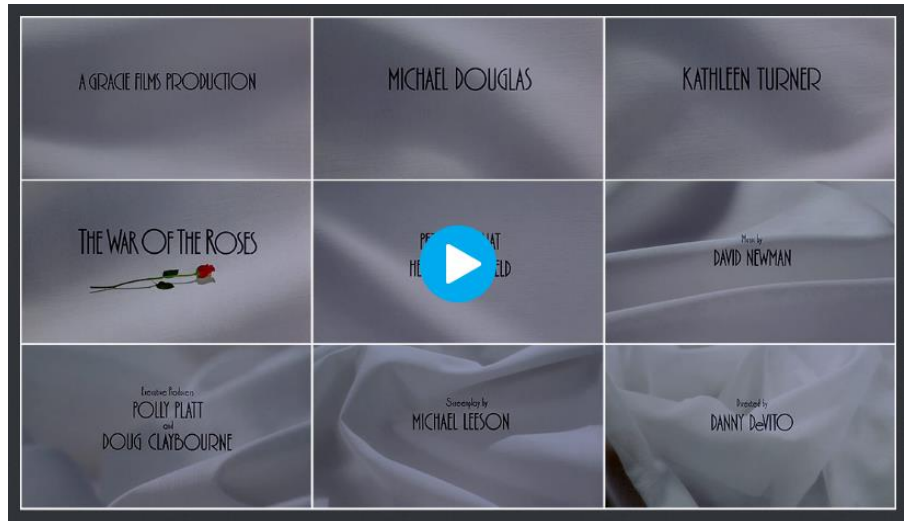 A GRACIE FILMS PRODUCTION
MICHAEL DOUGLAS
KATHLEEN TURNER
THE WAR OF THE ROSES
Music by
DAVID NEWMAN
Executive Producers
POLLY PLATT
and
DOUG CLAYBOURNE
Screenplay by
MICHAEL LEESON
Directed by
DANNY DeVITO